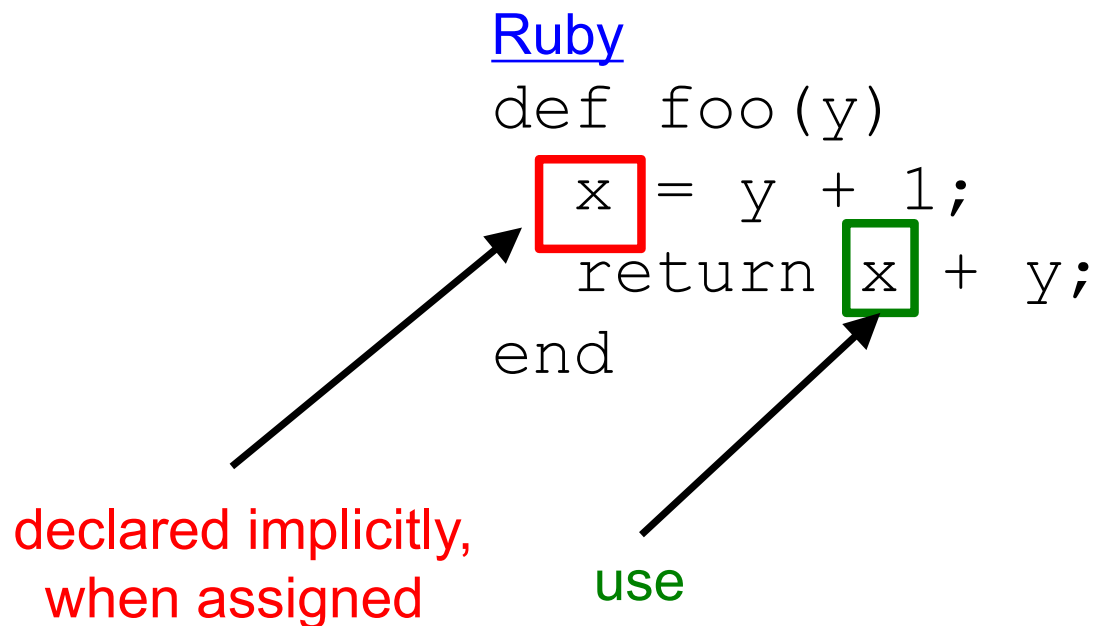 Ruby
def foo(y)
x = y + 1;
return x + y;
end
declared implicitly,
when assigned
use